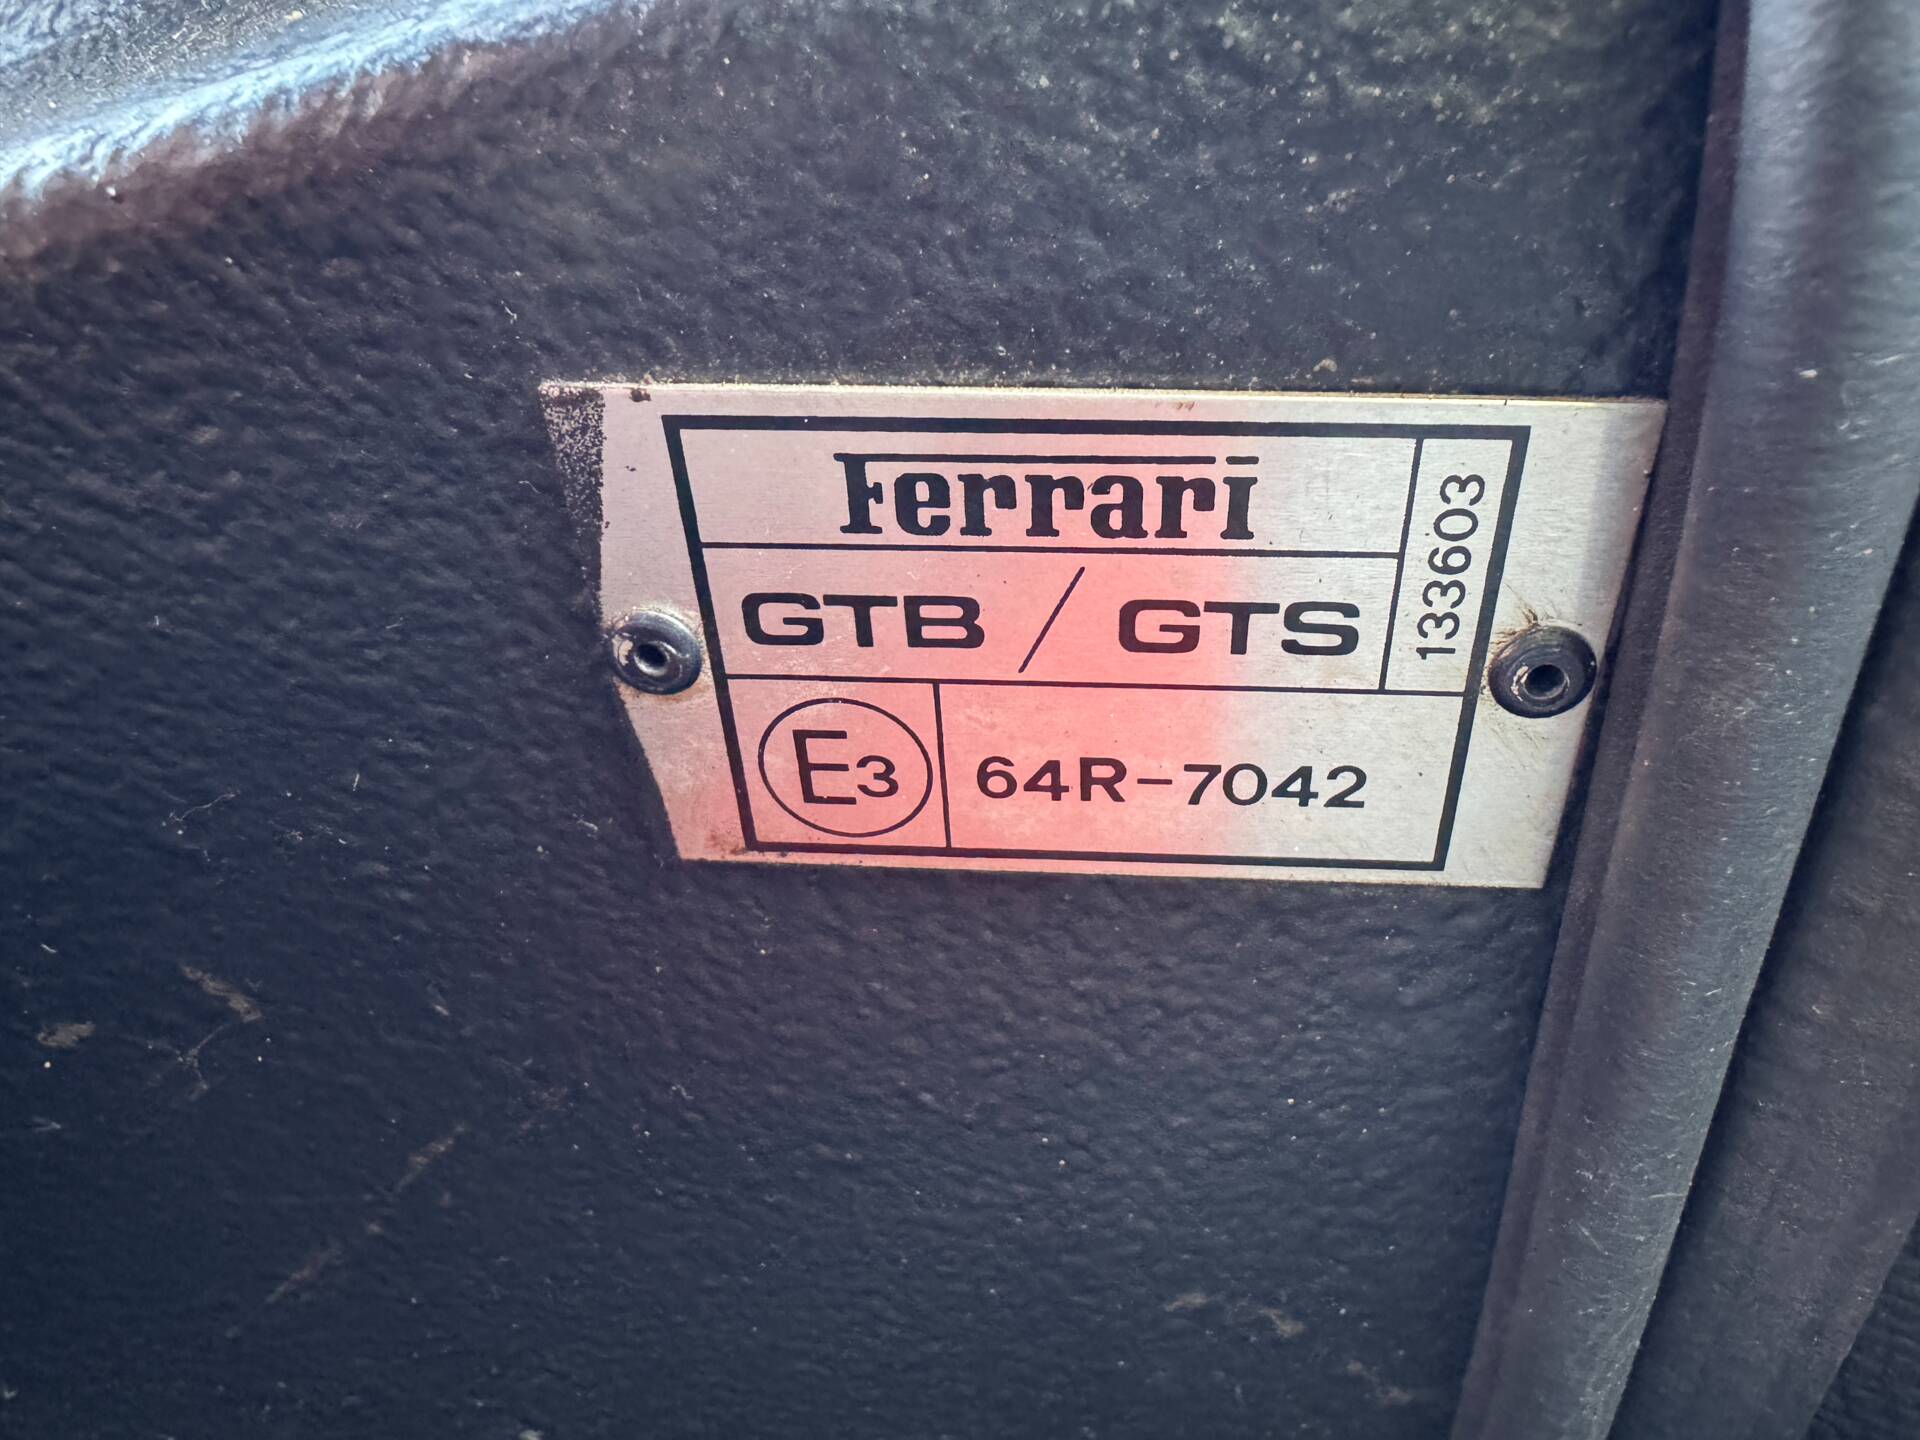 Ferrari
GTB / GTS
133603
E3
64R-7042